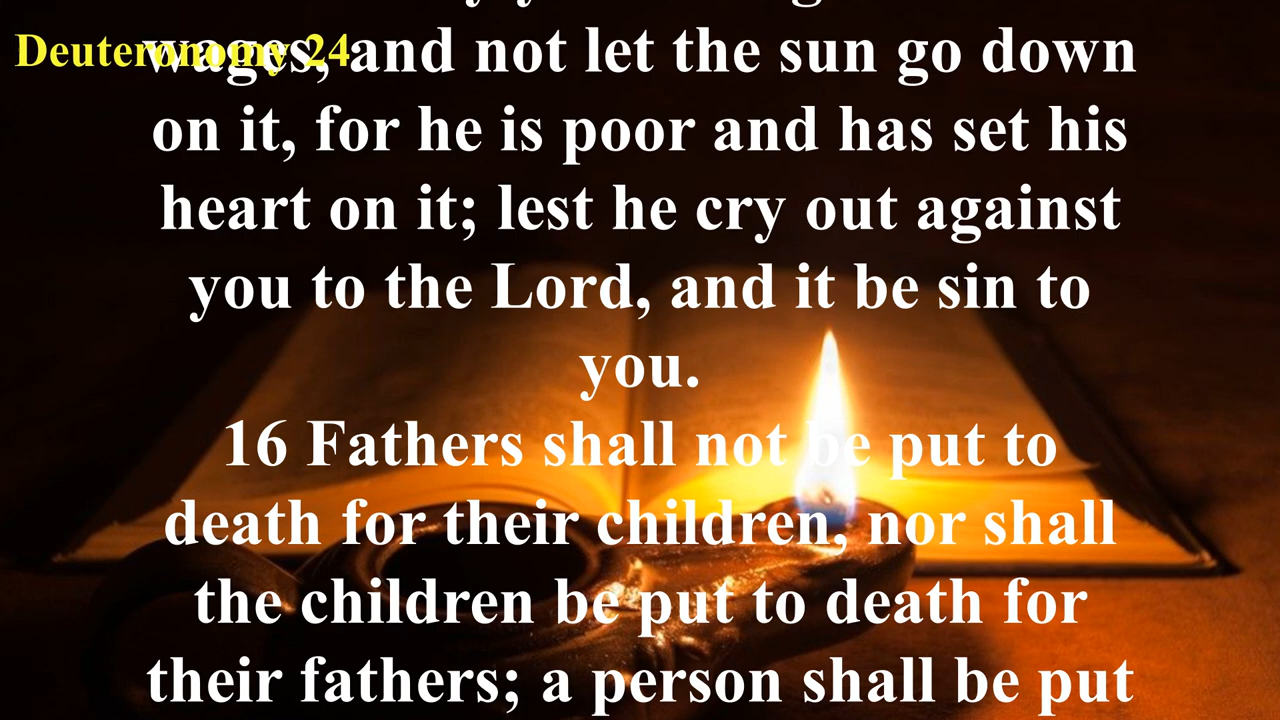 Deuteronomy 24
wages, and not let the sun go down
on it, for he is poor and has set his
heart on it; lest he cry out against
you to the Lord, and it be sin to
you.
16 Fathers shall not be put to
death for their children, nor shall
the children be put to death for
their fathers; a person shall be put